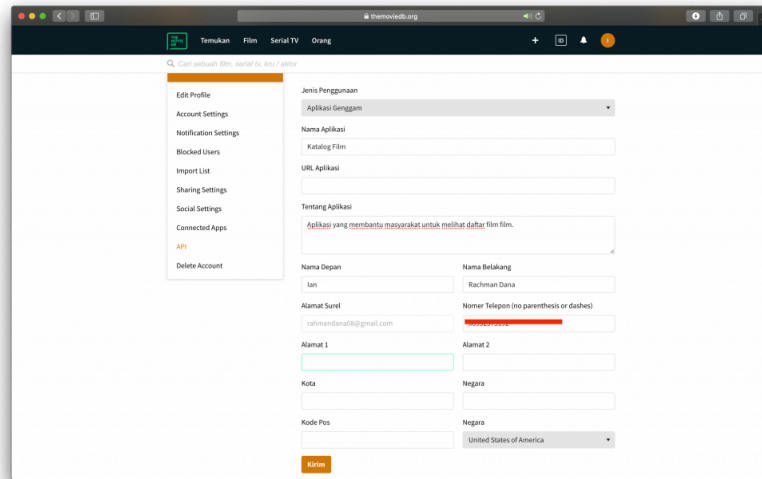 themoviedb.org
THE MOVIE DB
Temukan Film Serial TV Orang
ID
Cari sebuah film, serial tv, kru / aktor
Edit Profile
Account Settings
Notification Settings
Blocked Users
Import List
Sharing Settings
Social Settings
Connected Apps
API
Delete Account
Jenis Penggunaan
Aplikasi Genggam
Nama Aplikasi
Katalog Film
URL Aplikasi
Tentang Aplikasi
Aplikasi yang membantu masyarakat untuk melihat daftar film film.
Nama Depan Nama Belakang
Ian Rachman Dana
Alamat Surel Nomer Telepon (no parenthesis or dashes)
rahmandana08@gmail.com
Alamat 1 Alamat 2
Kota Negara
Kode Pos Negara
United States of America
Kirim